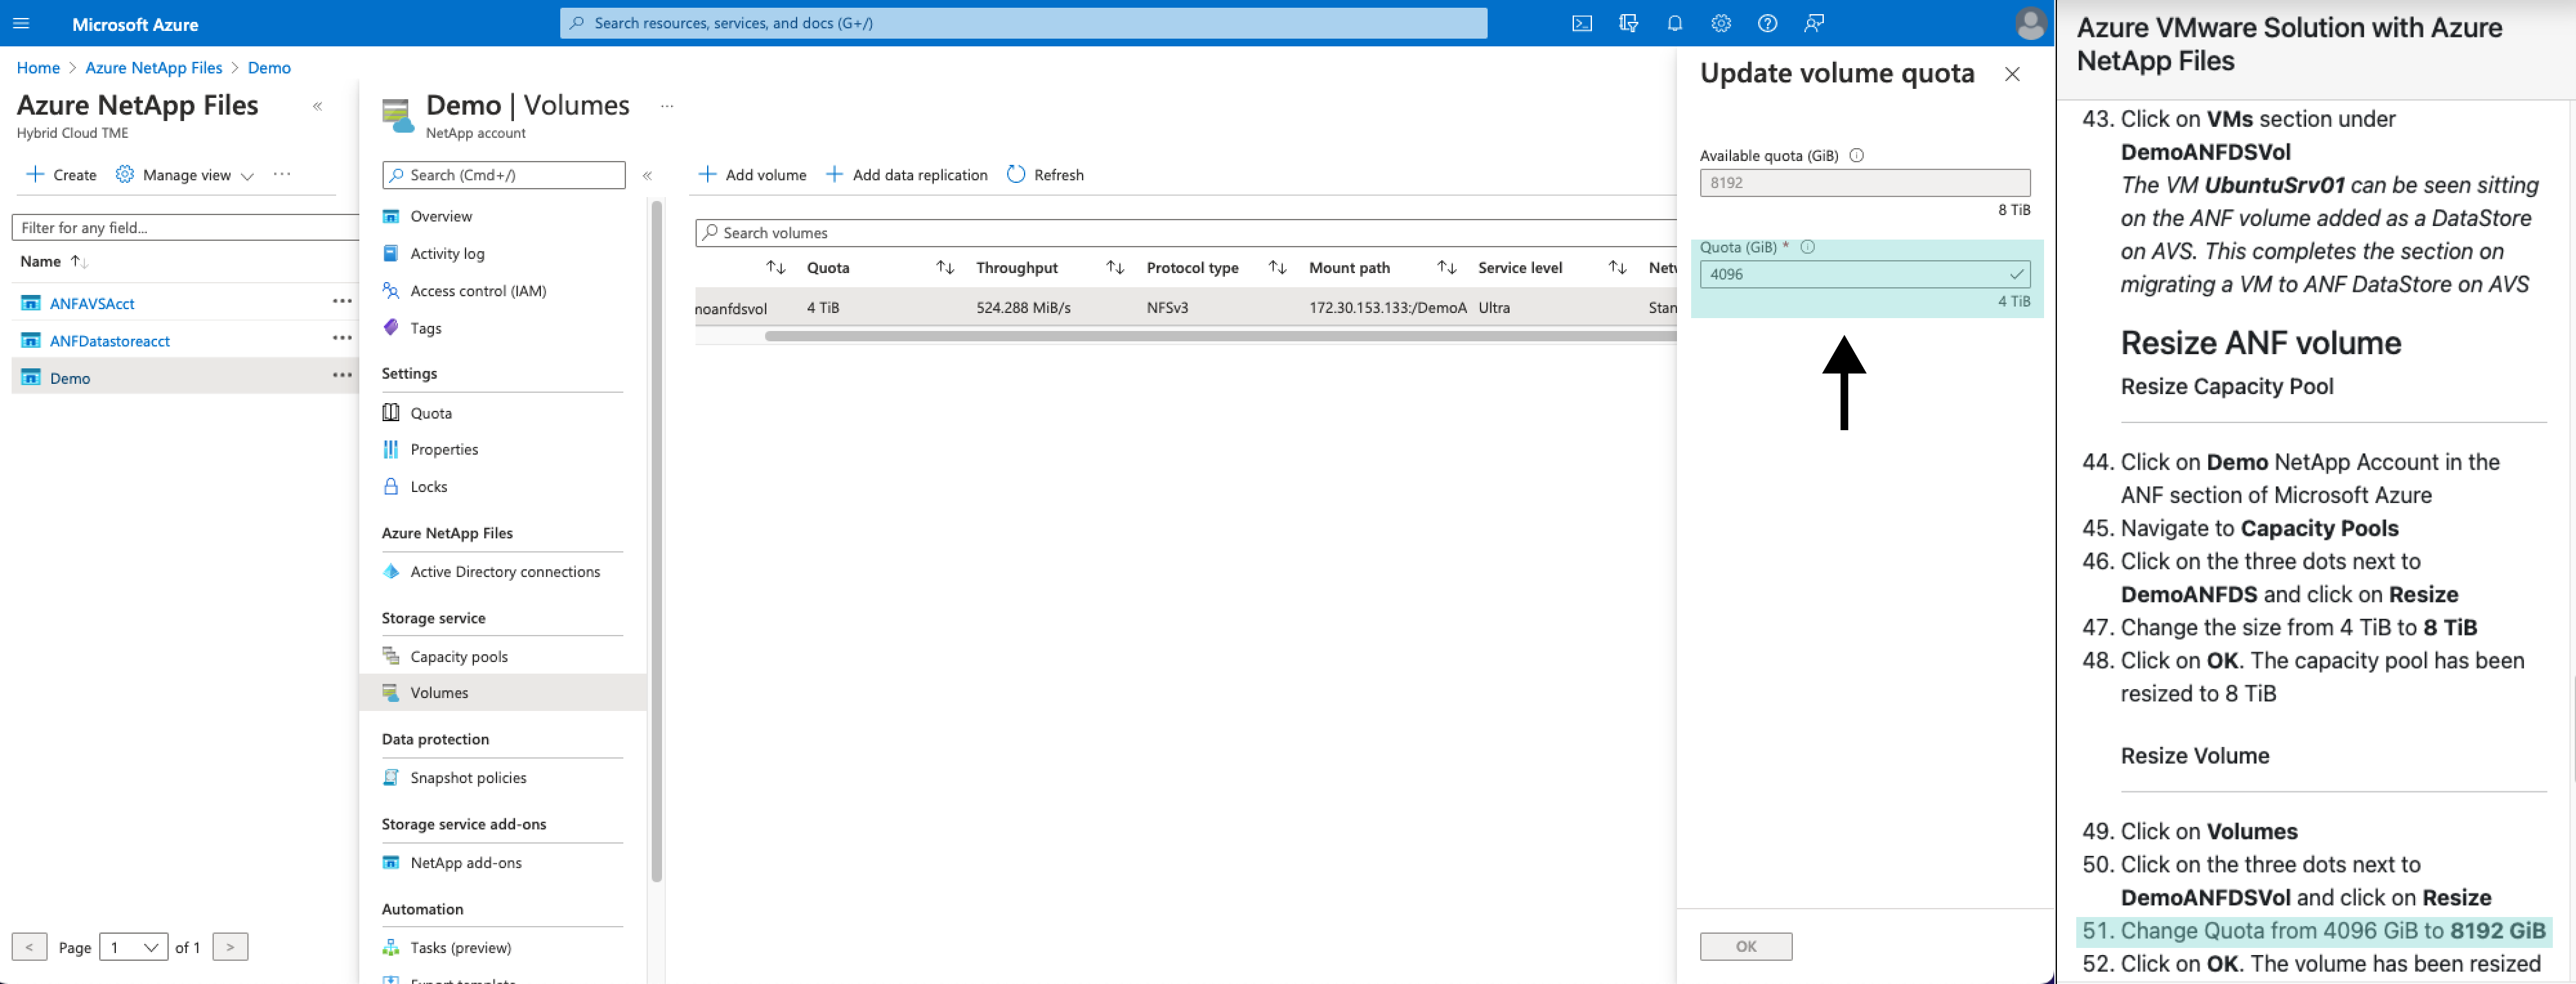 Microsoft Azure
Search resources, services, and docs (G+/)
Home > Azure NetApp Files > Demo
Azure NetApp Files «
Hybrid Cloud TME
+ Create Manage view ···
Filter for any field...
Name ↑↓
ANFAVSAcct ···
ANFDatastoreacct ···
Demo ···
< Page 1 of 1 >
Demo | Volumes ···
NetApp account
Search (Cmd+/) «
Overview
Activity log
Access control (IAM)
Tags
Settings
Quota
Properties
Locks
Azure NetApp Files
Active Directory connections
Storage service
Capacity pools
Volumes
Data protection
Snapshot policies
Storage service add-ons
NetApp add-ons
Automation
Tasks (preview)
Export template
+ Add volume + Add data replication Refresh
Search volumes
↑↓ Quota ↑↓ Throughput ↑↓ Protocol type ↑↓ Mount path ↑↓ Service level ↑↓ Netw
noanfdsvol 4 TiB 524.288 MiB/s NFSv3 172.30.153.133:/DemoA Ultra Stan
Update volume quota
Available quota (GiB)
8192
8 TiB
Quota (GiB) *
4096
4 TiB
OK
Azure VMware Solution with Azure
NetApp Files
43. Click on VMs section under
DemoANFDSVol
The VM UbuntuSrv01 can be seen sitting
on the ANF volume added as a DataStore
on AVS. This completes the section on
migrating a VM to ANF DataStore on AVS
Resize ANF volume
Resize Capacity Pool
44. Click on Demo NetApp Account in the
ANF section of Microsoft Azure
45. Navigate to Capacity Pools
46. Click on the three dots next to
DemoANFDS and click on Resize
47. Change the size from 4 TiB to 8 TiB
48. Click on OK. The capacity pool has been
resized to 8 TiB
Resize Volume
49. Click on Volumes
50. Click on the three dots next to
DemoANFDSVol and click on Resize
51. Change Quota from 4096 GiB to 8192 GiB
52. Click on OK. The volume has been resized